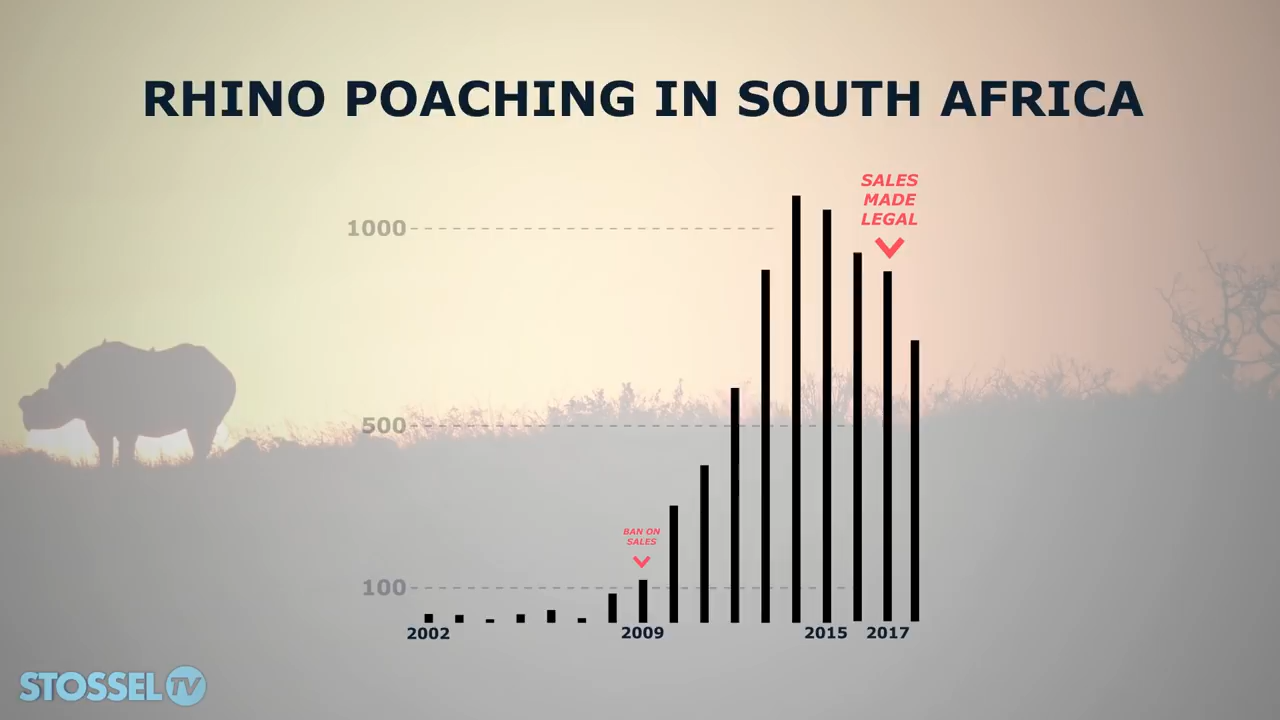 RHINO POACHING IN SOUTH AFRICA
SALES
MADE
LEGAL
1000
500
BAN ON
SALES
100
2002
2009
2015
2017
STOSSEL TV